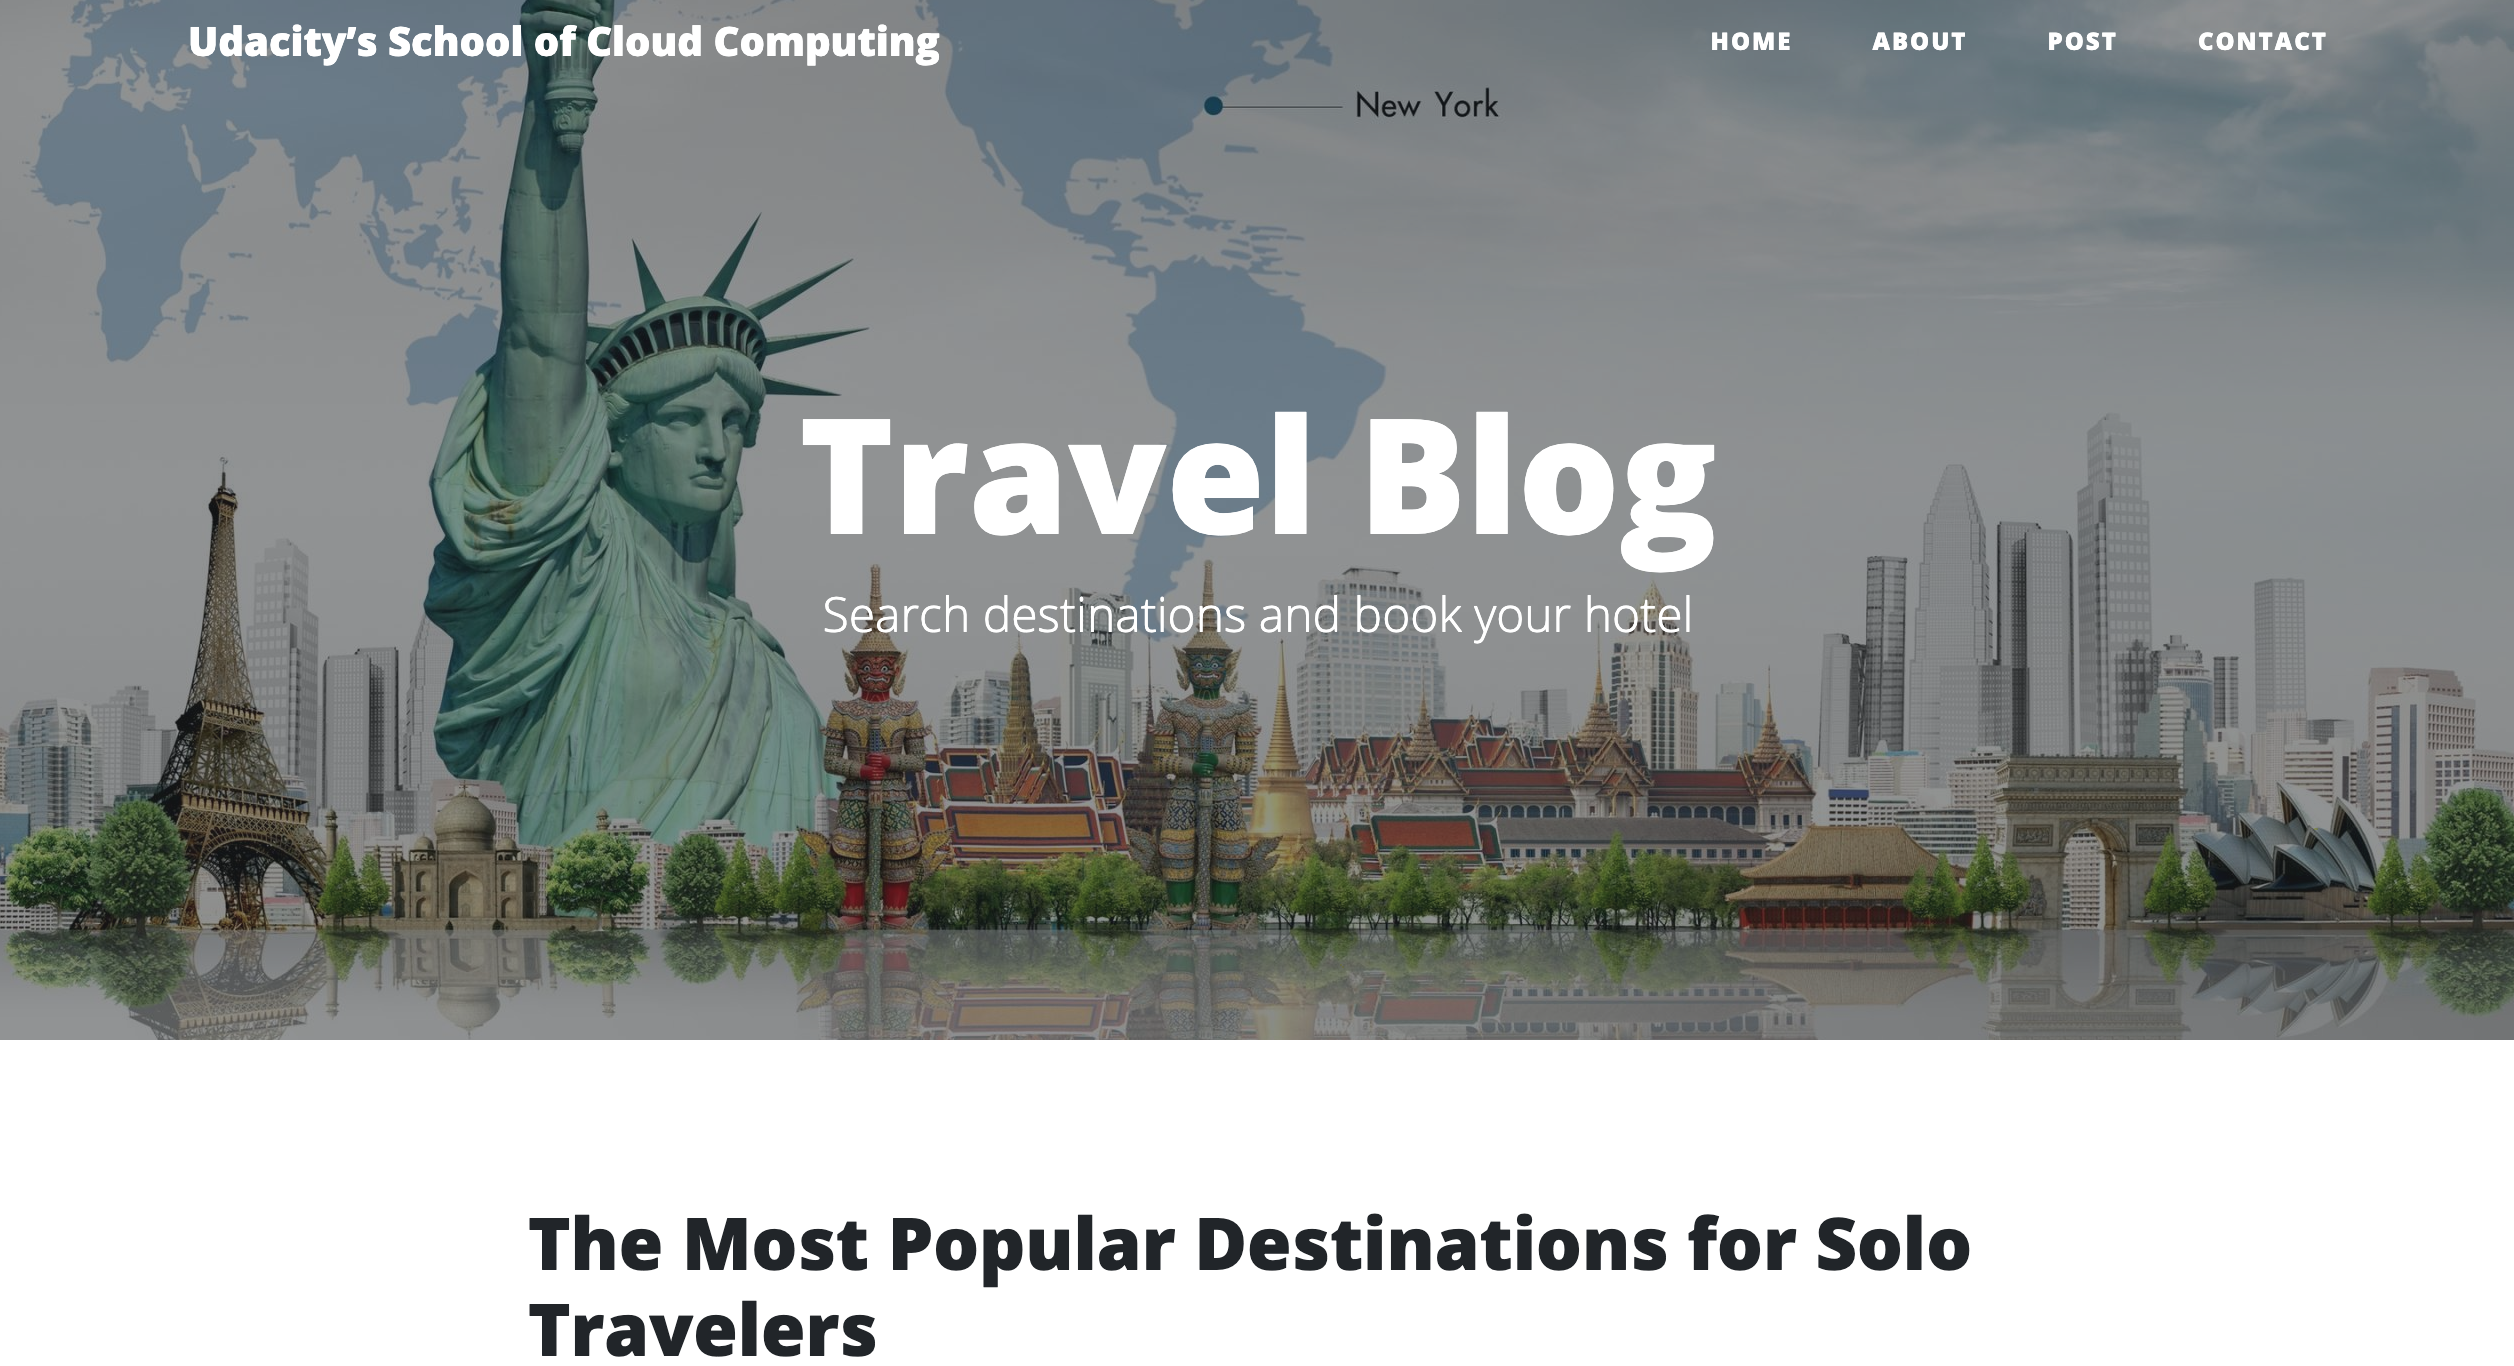 Udacity’s School of Cloud Computing
HOME ABOUT POST CONTACT
New York
Travel Blog
Search destinations and book your hotel
The Most Popular Destinations for Solo
Travelers